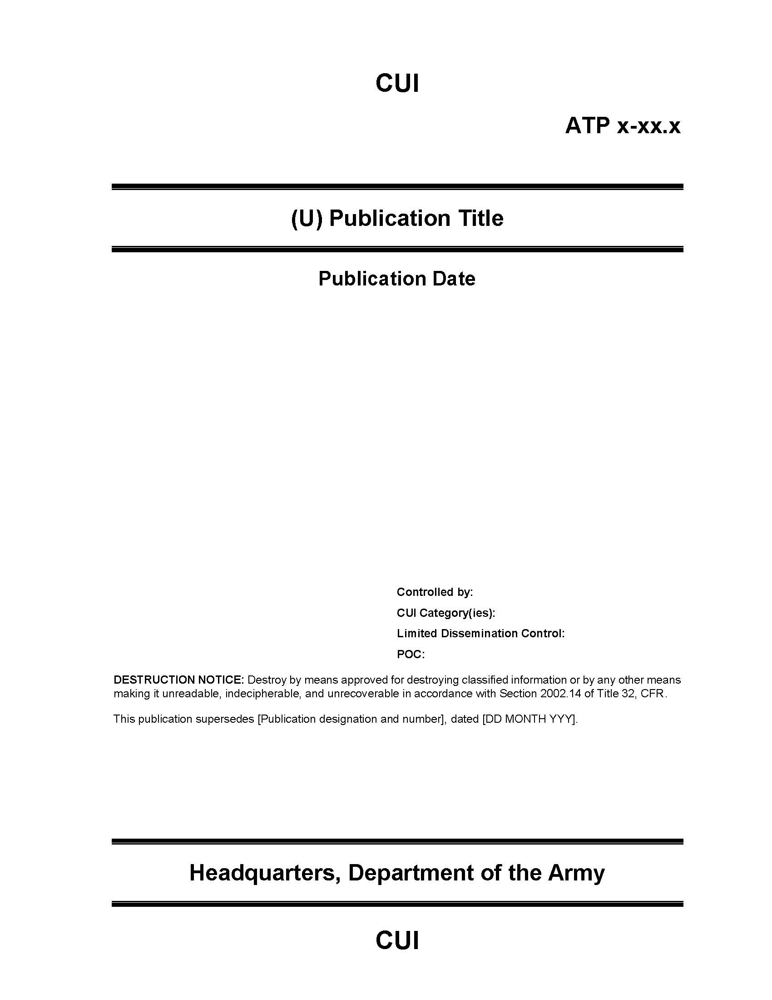 CUI
ATP x-xx.x
(U) Publication Title
Publication Date
Controlled by:
CUI Category(ies):
Limited Dissemination Control:
POC:
DESTRUCTION NOTICE: Destroy by means approved for destroying classified information or by any other means
making it unreadable, indecipherable, and unrecoverable in accordance with Section 2002.14 of Title 32, CFR.
This publication supersedes [Publication designation and number], dated [DD MONTH YYY].
Headquarters, Department of the Army
CUI